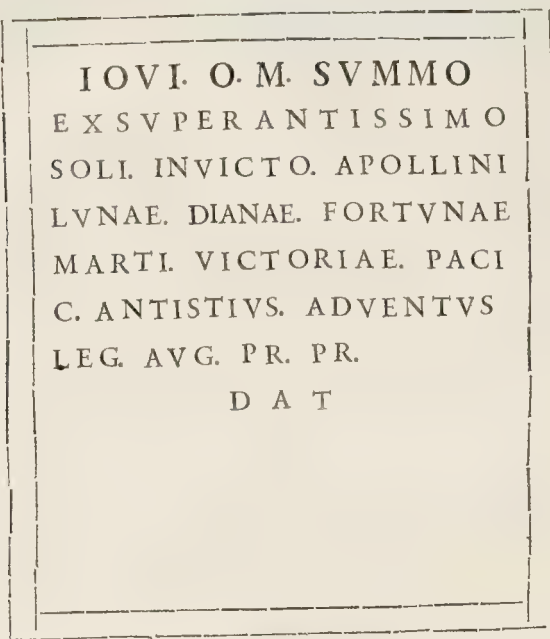 IOVI. O. M. SVMMO
EXSVPERANTISSIMO
SOLI. INVICTO. APOLLINI
LVNAE. DIANAE. FORTVNAE
MARTI. VICTORIAE. PACI
C. ANTISTIVS. ADVENTVS
LEG. AVG. PR. PR.
DAT